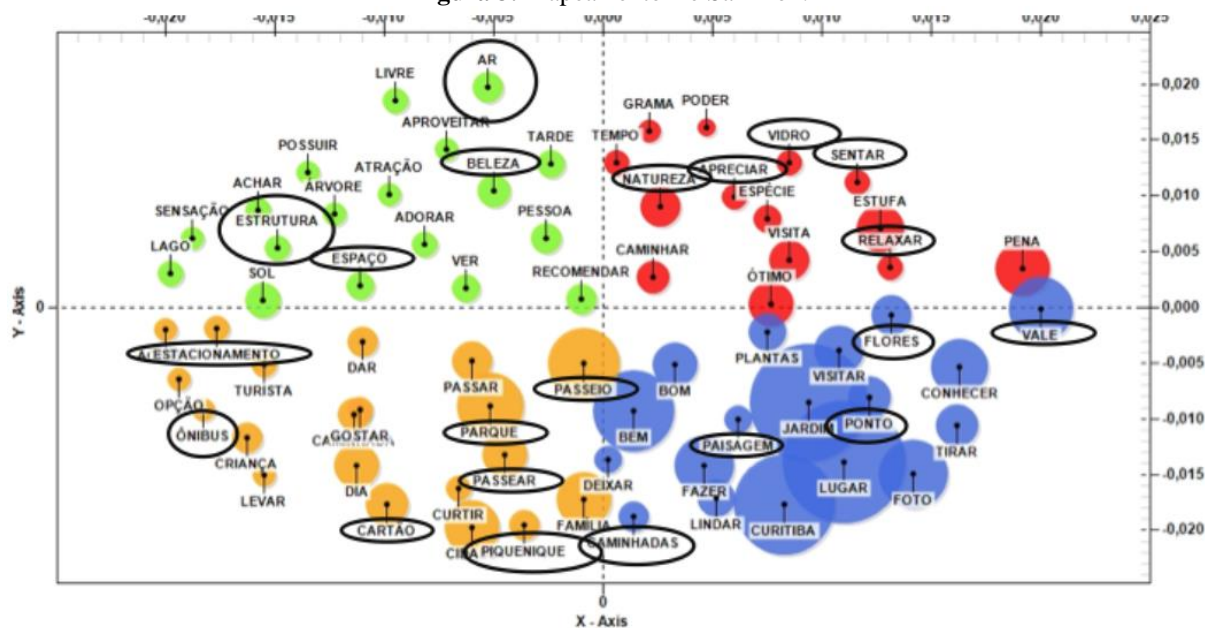 -0,020 -0,015 -0,010 -0,005 0 0,005 0,010 0,015 0,020 0,025
AR
LIVRE
GRAMA PODER
0,020
APROVEITAR
TARDE
TEMPO
VIDRO
0,015
POSSUIR
BELEZA
APRECIAR
SENTAR
ATRAÇÃO
NATUREZA
ACHAR
ÁRVORE
ESPÉCIE
0,010
SENSAÇÃO
ESTRUTURA
ADORAR
PESSOA
ESTUFA
LAGO
ESPAÇO
VER
CAMINHAR
VISITA
RELAXAR
PENA
0,005
SOL
RECOMENDAR
ÓTIMO
0
0,000
Y - Axis
ESTACIONAMENTO
DAR
PLANTAS
FLORES
VALE
TURISTA
PASSAR
PASSEIO
BOM
VISITAR
CONHECER
-0,005
OPÇÃO
ÔNIBUS
GOSTAR
PARQUE
BEM
PAISAGEM
JARDIM
PONTO
TIRAR
-0,010
CRIANÇA
LEVAR
DIA
PASSEAR
DEIXAR
FAZER
LUGAR
FOTO
-0,015
CARTÃO
CURTIR
FAMÍLIA
LINDAR
CURITIBA
-0,020
PIQUENIQUE
CAMINHADAS
0
X - Axis